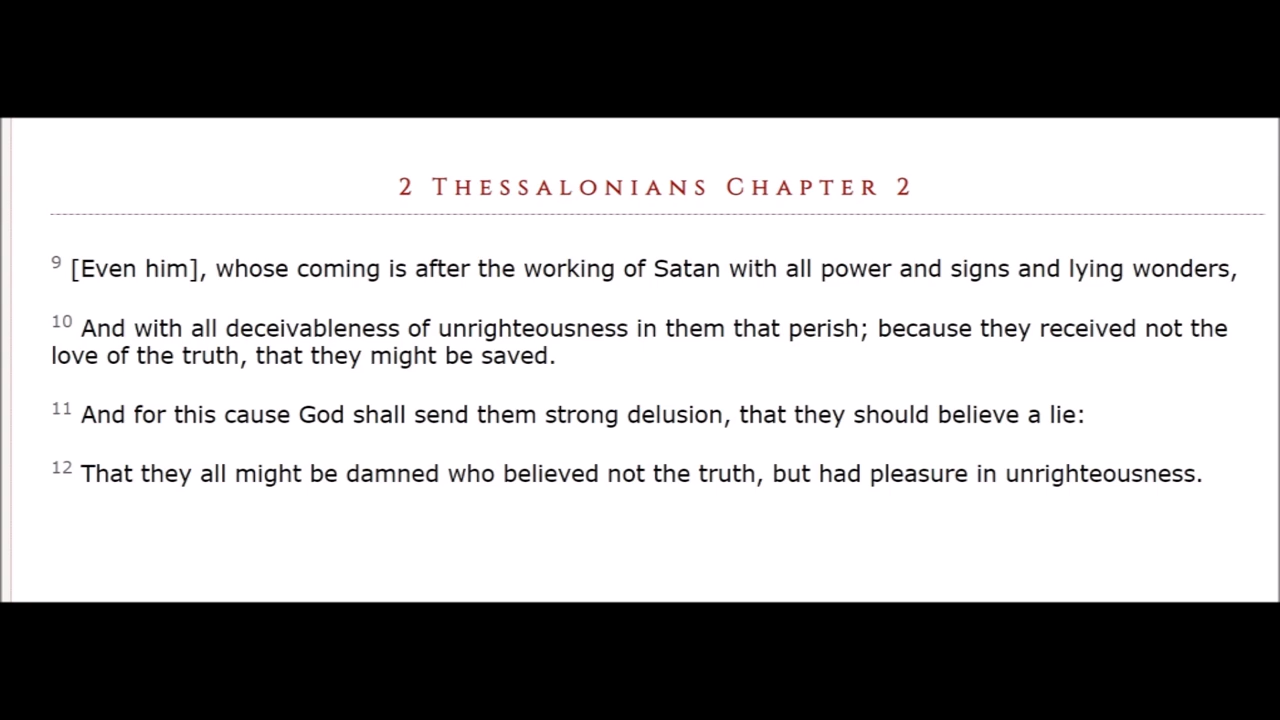 2 Thessalonians Chapter 2
9 [Even him], whose coming is after the working of Satan with all power and signs and lying wonders,
10 And with all deceivableness of unrighteousness in them that perish; because they received not the
love of the truth, that they might be saved.
11 And for this cause God shall send them strong delusion, that they should believe a lie:
12 That they all might be damned who believed not the truth, but had pleasure in unrighteousness.